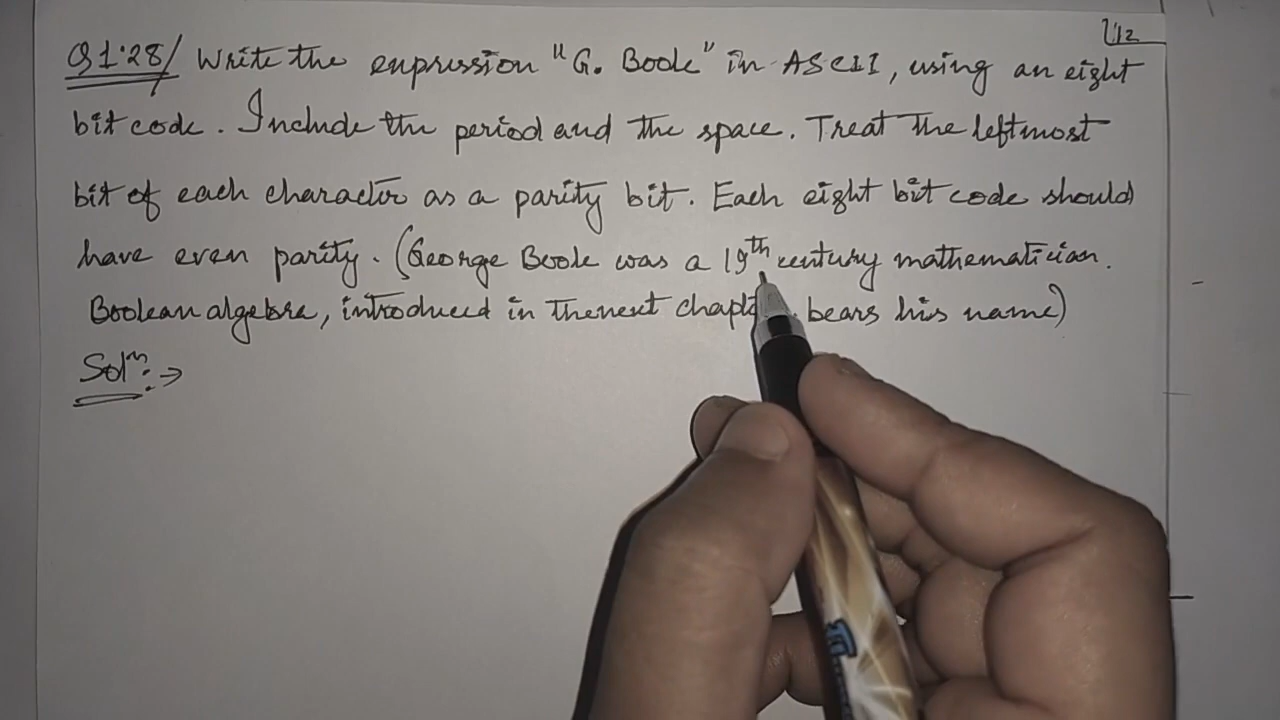 1/12
Q1.28/ Write the expression "G. Boole" in ASCII, using an eight
bit code. Include the period and the space. Treat the leftmost
bit of each character as a parity bit. Each eight bit code should
have even parity. (George Boole was a 19th century mathematician.
Boolean algebra, introduced in the next chapt bears his name)
Solⁿ: →